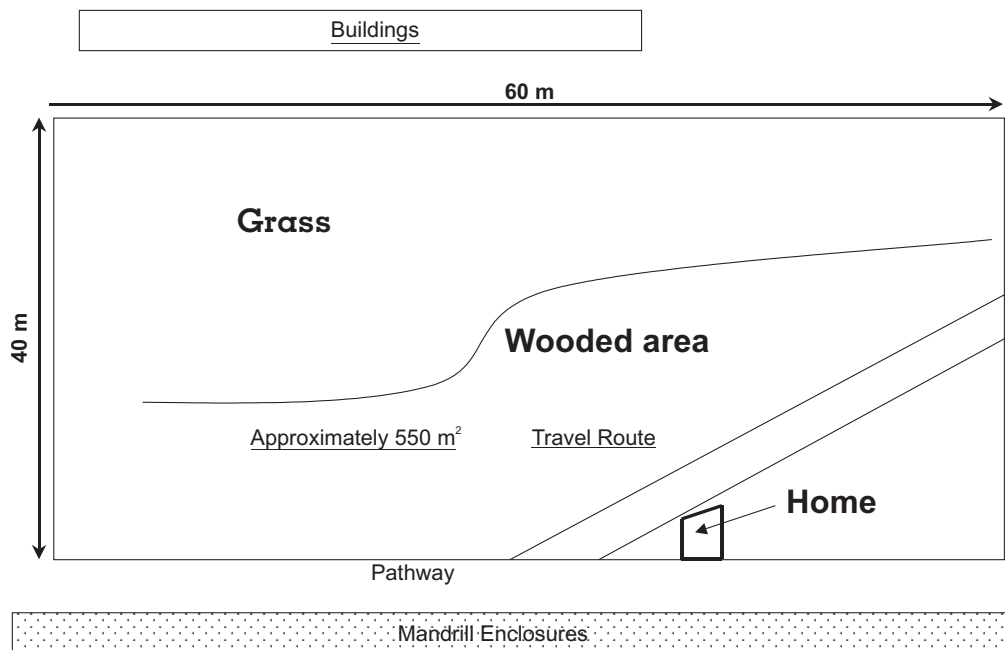 Buildings
60 m
40 m
Grass
Wooded area
Approximately 550 m²
Travel Route
Home
Pathway
Mandrill Enclosures